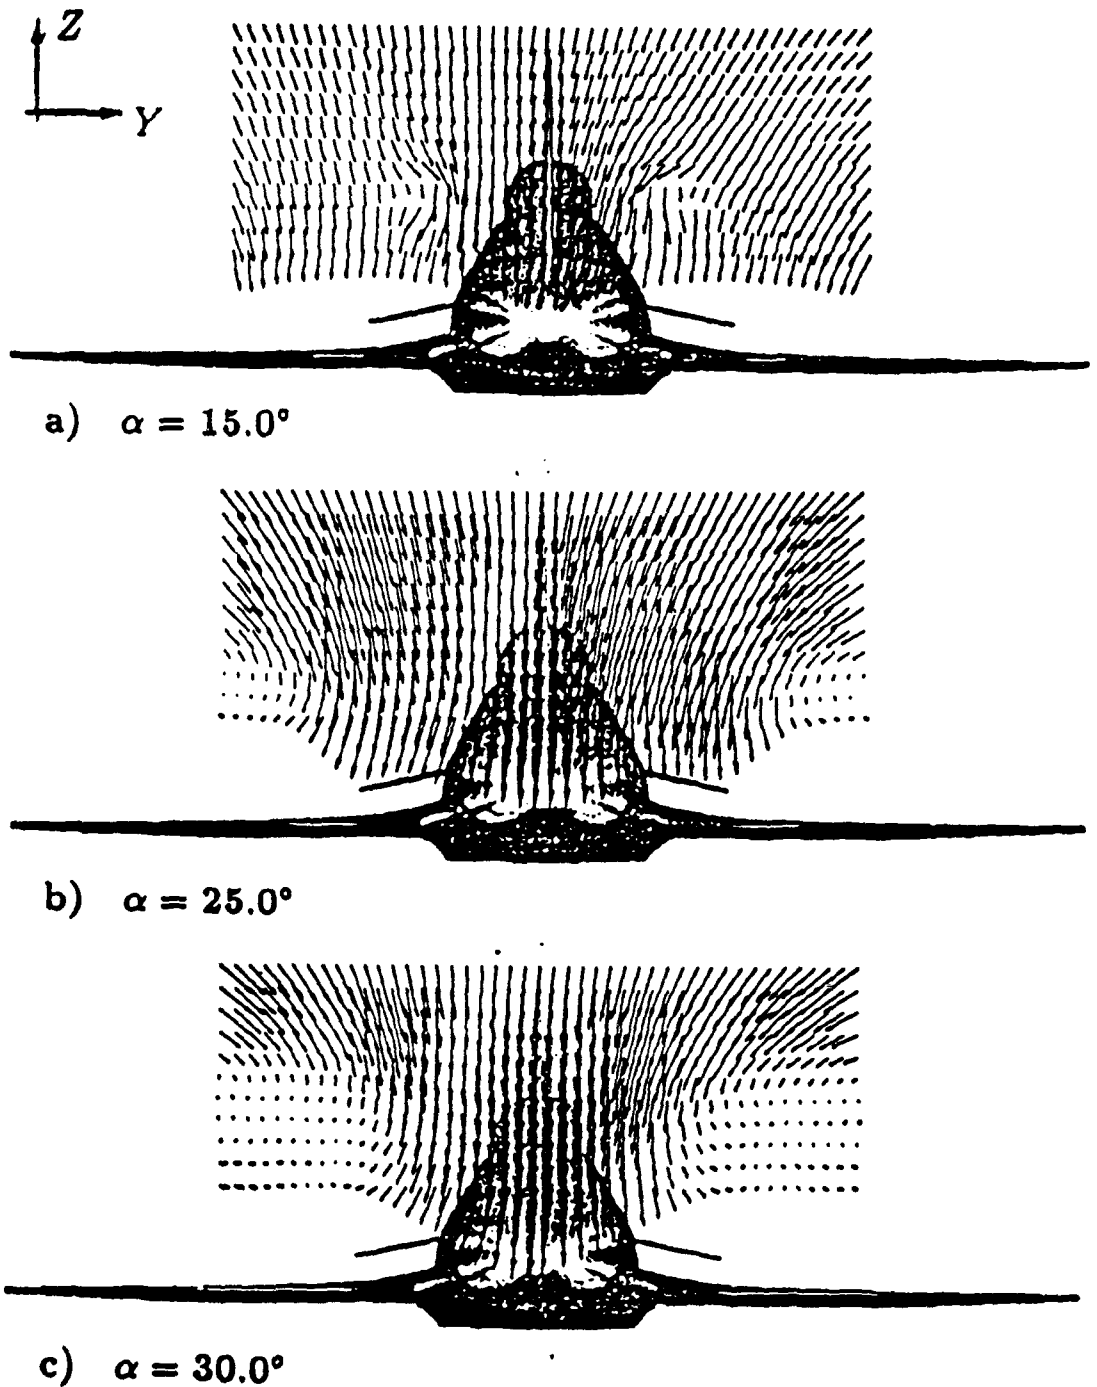 Z
Y
a) α = 15.0°
b) α = 25.0°
c) α = 30.0°